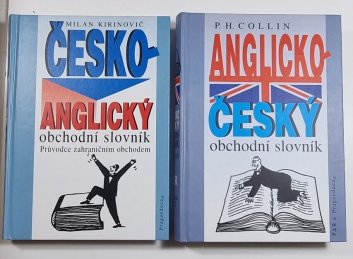 MILAN KIRINOVIČ
ČESKO-
ANGLICKÝ
obchodní slovník
Průvodce zahraničním obchodem
P. H. COLLIN
ANGLICKO-
ČESKÝ
obchodní slovník